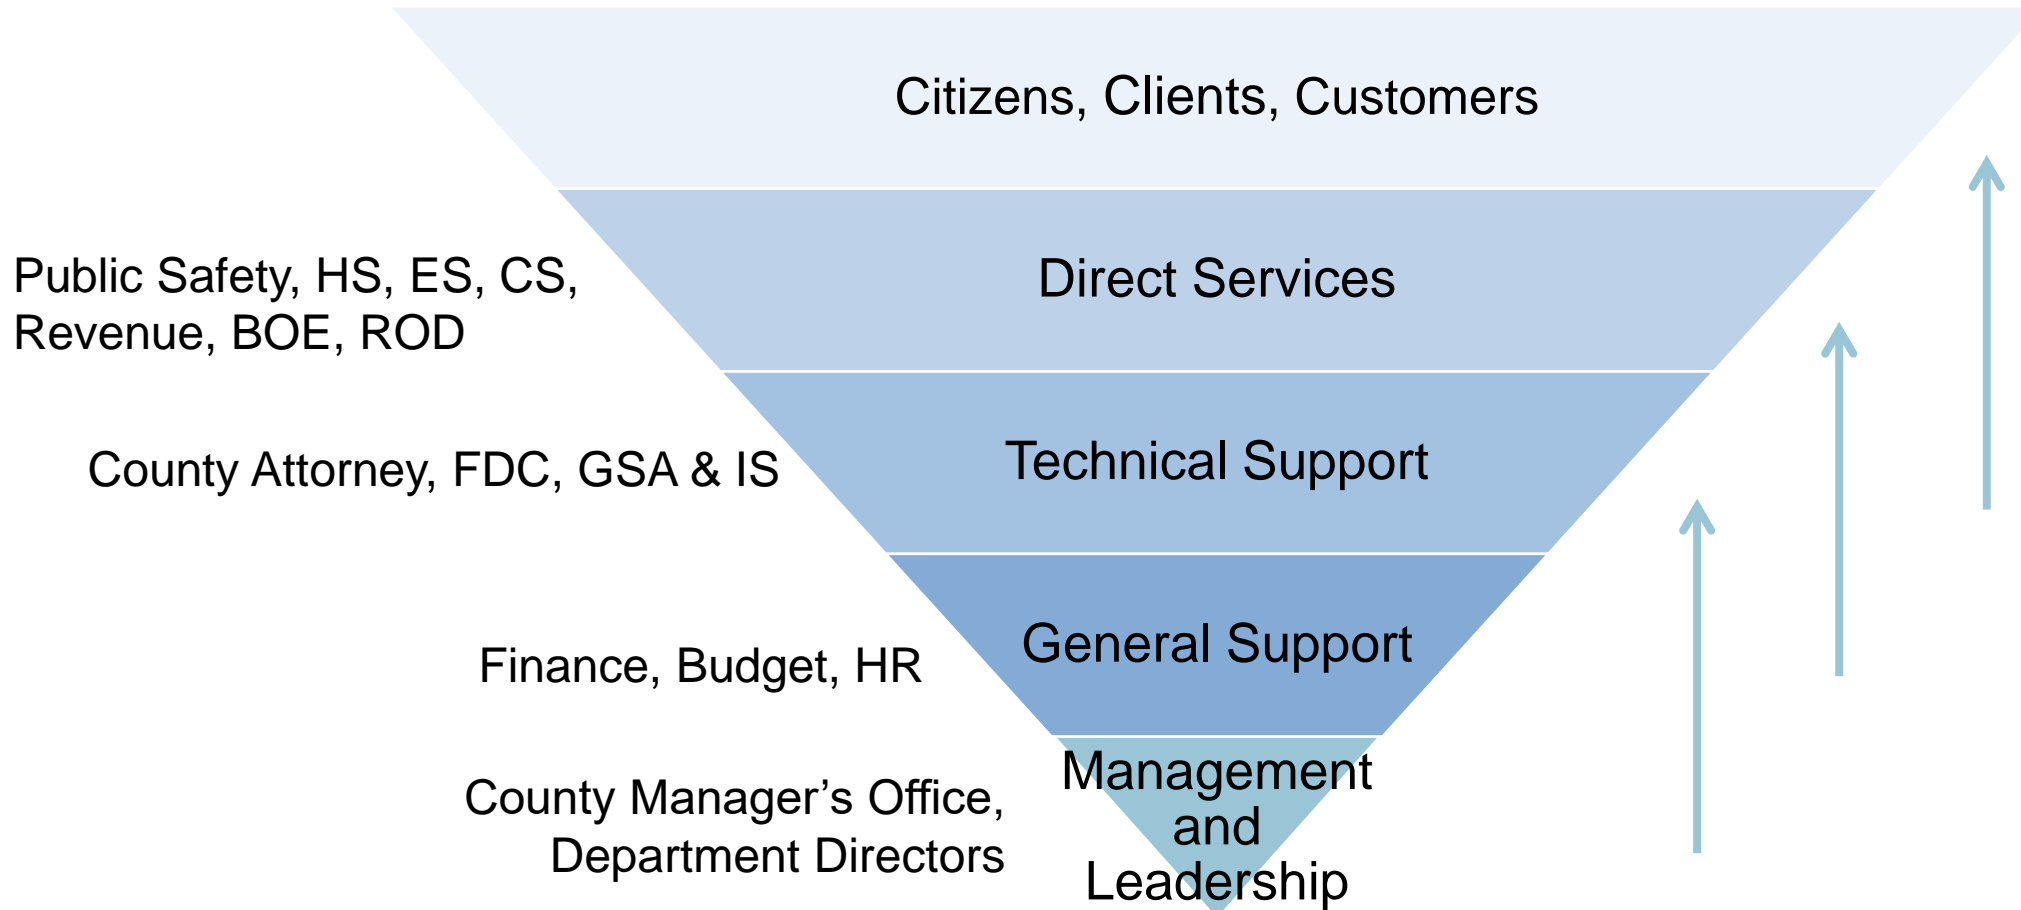 Citizens, Clients, Customers
Public Safety, HS, ES, CS,
Revenue, BOE, ROD
Direct Services
County Attorney, FDC, GSA & IS
Technical Support
Finance, Budget, HR
General Support
County Manager’s Office,
Department Directors
Management
and
Leadership